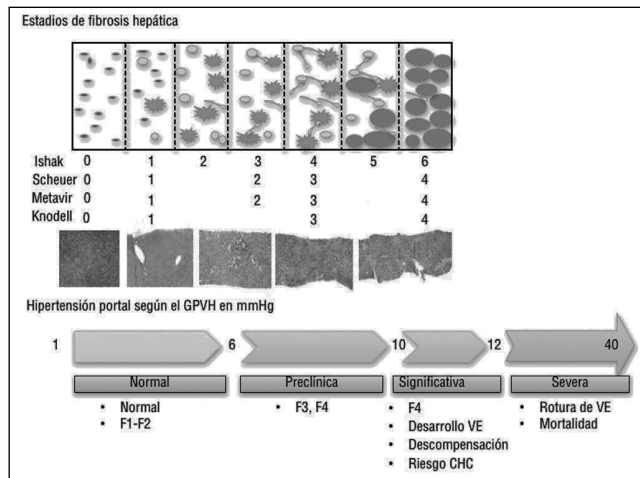 Estadios de fibrosis hepática
Ishak 0 1 2 3 4 5 6
Scheuer 0 1 2 3 4
Metavir 0 1 2 3 4
Knodell 0 1 3 4
Hipertensión portal según el GPVH en mmHg
1 6 10 12 40
Normal Preclínica Significativa Severa
• Normal • F3, F4 • F4 • Rotura de VE
• F1-F2 • Desarrollo VE • Mortalidad
• Descompensación
• Riesgo CHC